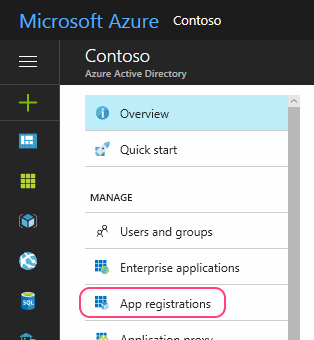 Microsoft Azure Contoso
Contoso
Azure Active Directory
Overview
Quick start
MANAGE
Users and groups
Enterprise applications
App registrations
Application proxy
SQL